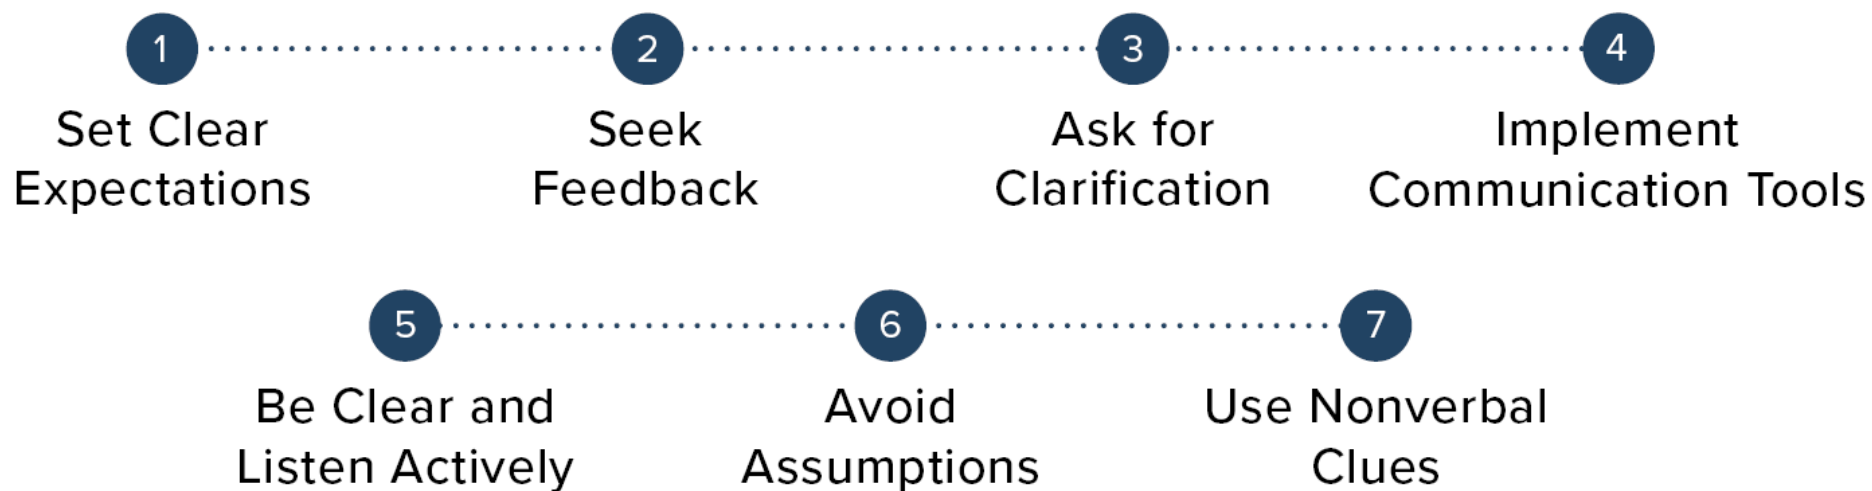 1 2 3 4
Set Clear Seek Ask for Implement
Expectations Feedback Clarification Communication Tools
5 6 7
Be Clear and Avoid Use Nonverbal
Listen Actively Assumptions Clues